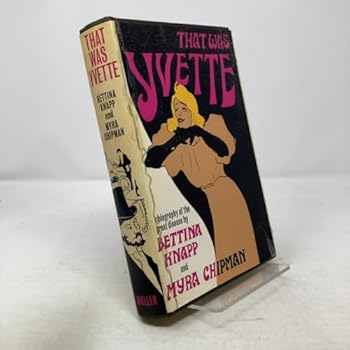 THAT
WAS
YVETTE
BETTINA
KNAPP
and
MYRA
CHIPMAN
MULLER
THAT WAS
YVETTE
biography of the
great diseuse by
BETTINA
KNAPP
and
MYRA CHIPMAN